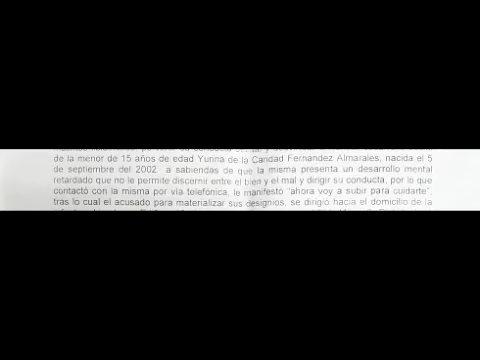 de la menor de 15 años de edad Yurina de la Caridad Fernández Almarales, nacida el 5
de septiembre del 2002 a sabiendas de que la misma presenta un desarrollo mental
retardado que no le permite discernir entre el bien y el mal y dirigir su conducta, por lo que
contactó con la misma por vía telefónica, le manifestó "ahora voy a subir para cuidarte",
tras lo cual el acusado para materializar sus designios, se dirigió hacia el domicilio de la